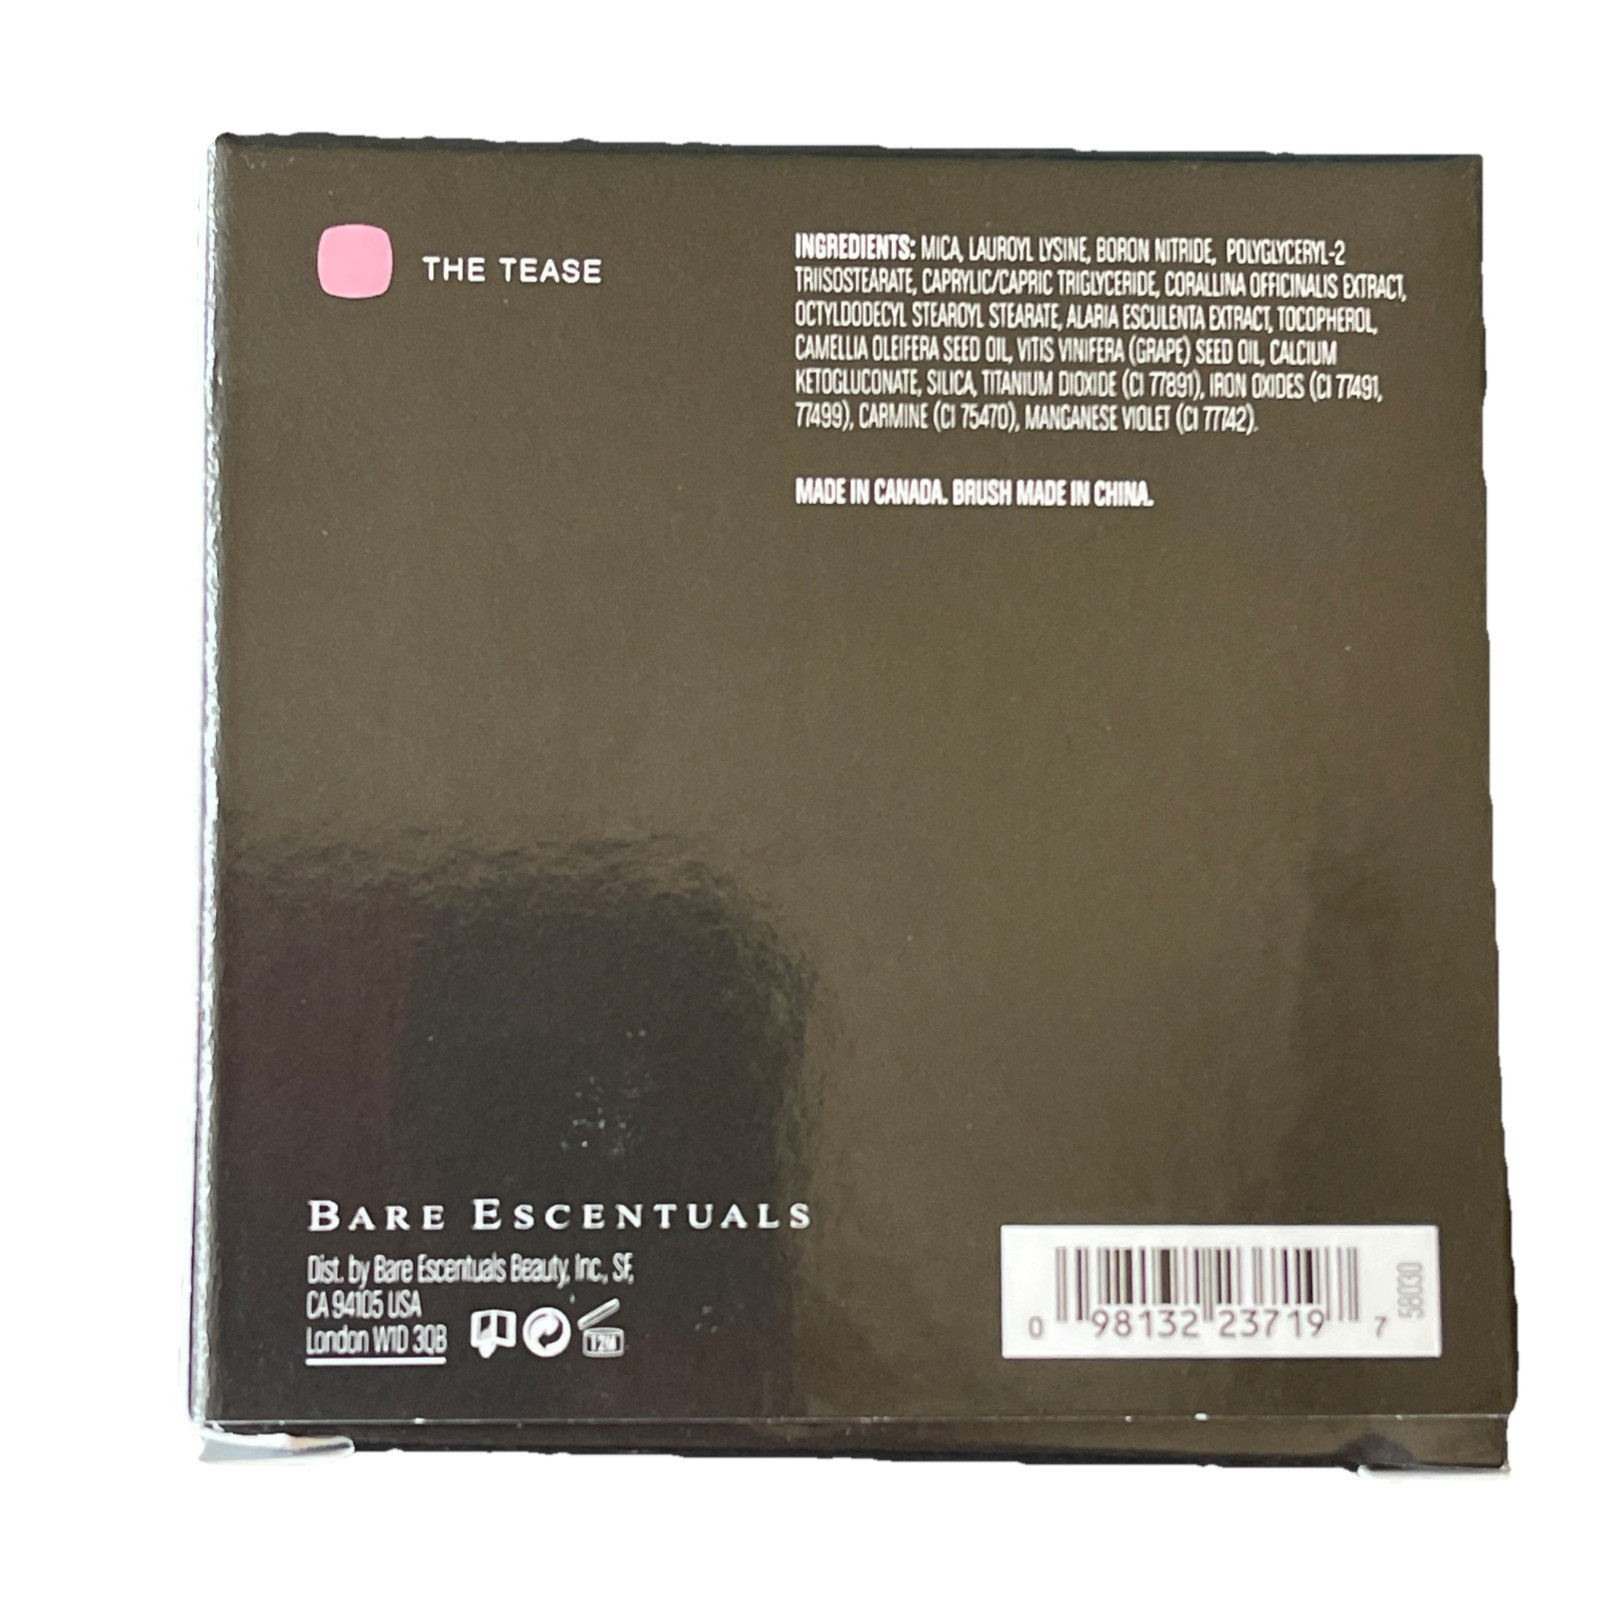 THE TEASE
INGREDIENTS: MICA, LAUROYL LYSINE, BORON NITRIDE, POLYGLYCERYL-2
TRIISOSTEARATE, CAPRYLIC/CAPRIC TRIGLYCERIDE, CORALLINA OFFICINALIS EXTRACT,
OCTYLDODECYL STEAROYL STEARATE, ALARIA ESCULENTA EXTRACT, TOCOPHEROL,
CAMELLIA OLEIFERA SEED OIL, VITIS VINIFERA (GRAPE) SEED OIL, CALCIUM
KETOGLUCONATE, SILICA, TITANIUM DIOXIDE (CI 77891), IRON OXIDES (CI 77491,
77499), CARMINE (CI 75470), MANGANESE VIOLET (CI 77742).
MADE IN CANADA. BRUSH MADE IN CHINA.
BARE ESCENTUALS
Dist. by Bare Escentuals Beauty, Inc., SF,
CA 94105 USA
London W1D 3QB
12M
0 98132 23719 7
58030